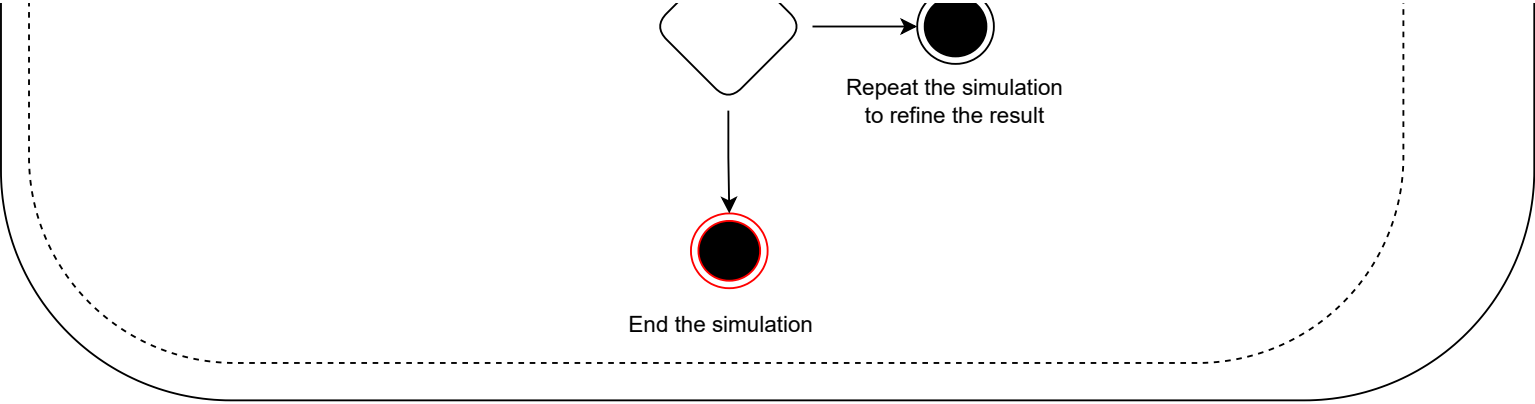 Repeat the simulation
to refine the result
End the simulation